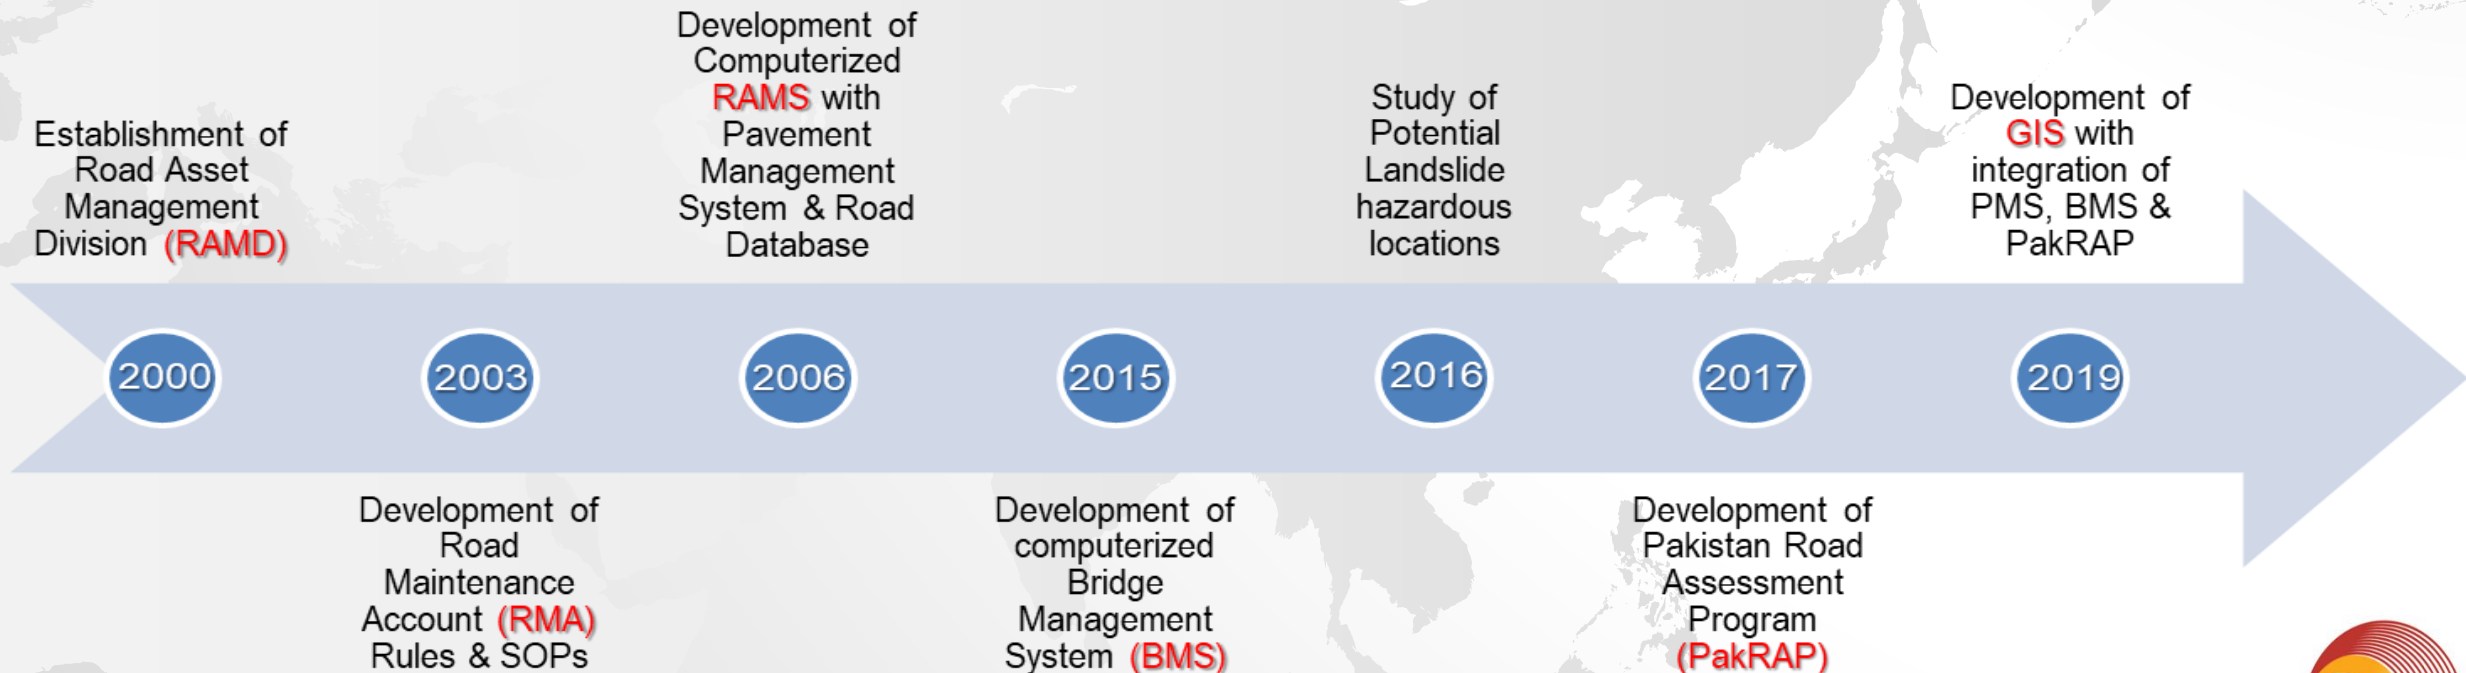 Establishment of
Road Asset
Management
Division (RAMD)
Development of
Computerized
RAMS with
Pavement
Management
System & Road
Database
Study of
Potential
Landslide
hazardous
locations
Development of
GIS with
integration of
PMS, BMS &
PakRAP
2000
2003
2006
2015
2016
2017
2019
Development of
Road
Maintenance
Account (RMA)
Rules & SOPs
Development of
computerized
Bridge
Management
System (BMS)
Development of
Pakistan Road
Assessment
Program
(PakRAP)